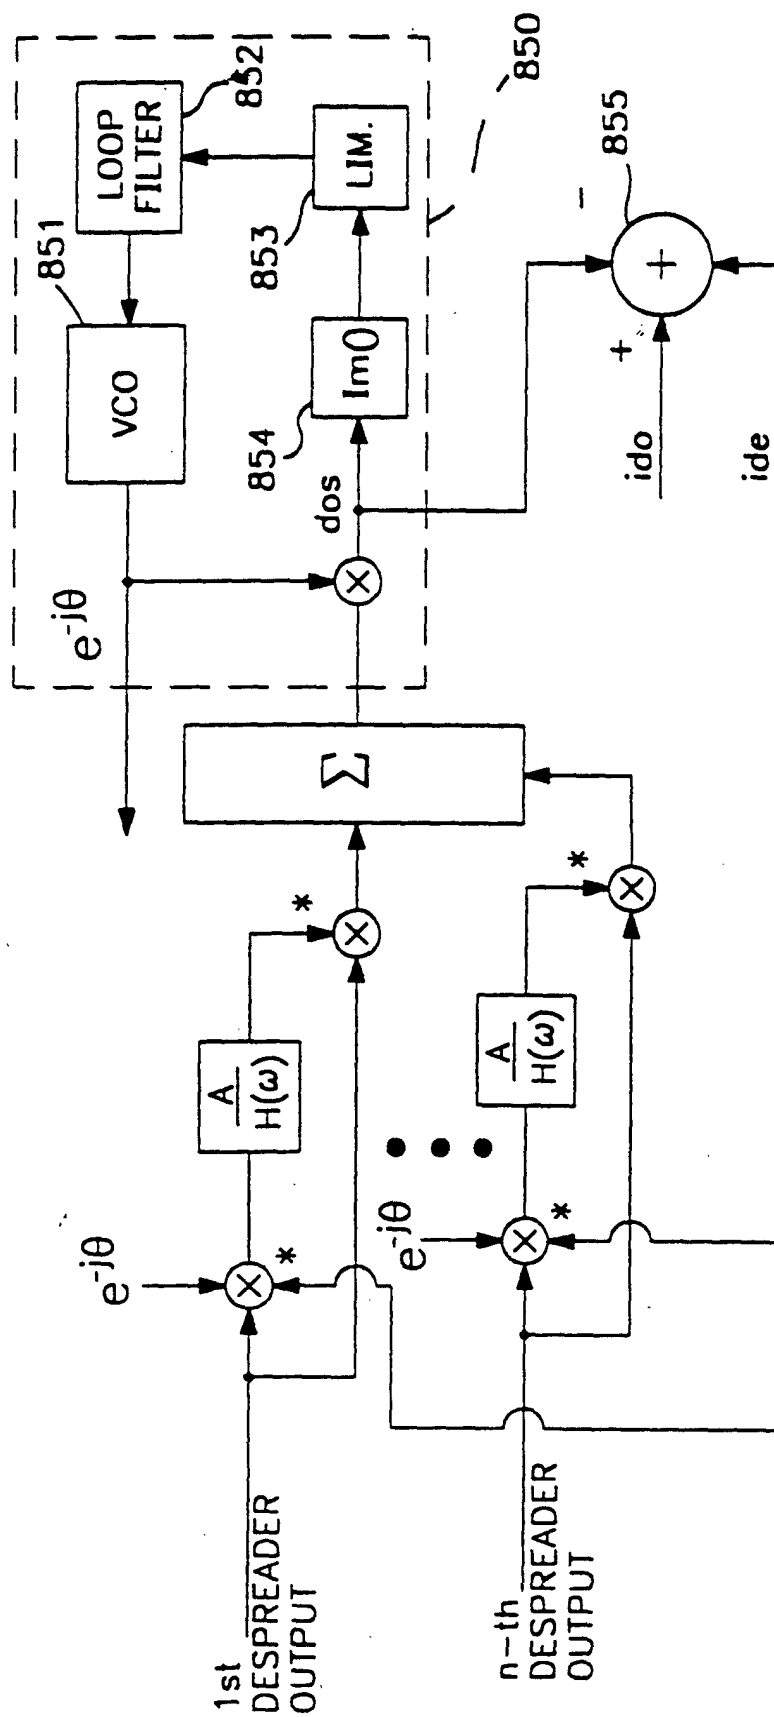 1st
DESPREADER
OUTPUT
e-jθ
*
A
H(ω)
*
n-th
DESPREADER
OUTPUT
e-jθ
*
A
H(ω)
*
Σ
e-jθ
VCO
851
LOOP
FILTER
852
LIM.
853
Im()
854
dos
850
855
+
+
-
ido
ide